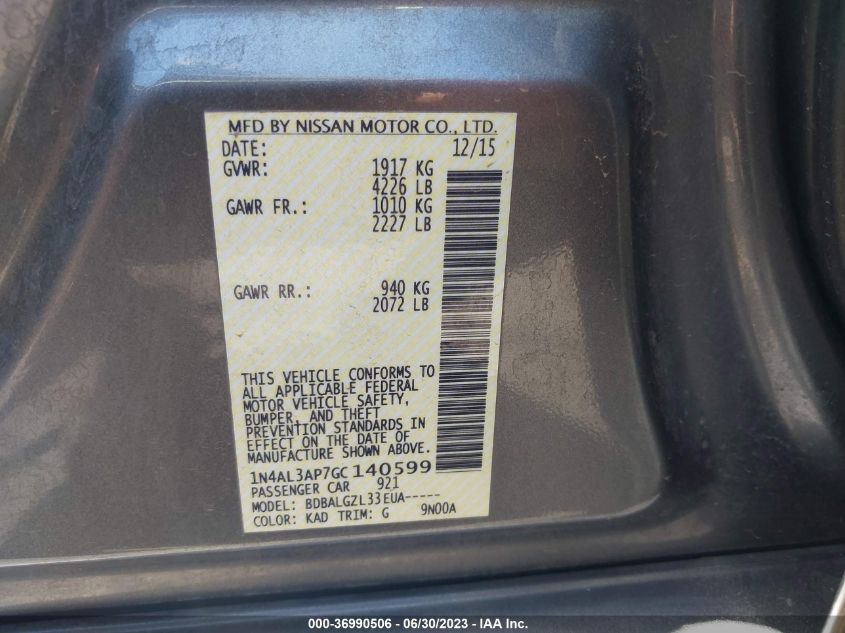 MFD BY NISSAN MOTOR CO., LTD.
DATE: 12/15
GVWR: 1917 KG
4226 LB
GAWR FR.: 1010 KG
2227 LB
GAWR RR.: 940 KG
2072 LB
THIS VEHICLE CONFORMS TO
ALL APPLICABLE FEDERAL
MOTOR VEHICLE SAFETY,
BUMPER, AND THEFT
PREVENTION STANDARDS IN
EFFECT ON THE DATE OF
MANUFACTURE SHOWN ABOVE.
1N4AL3AP7GC140599
PASSENGER CAR 921
MODEL: BDBALGZL33EUA-----
COLOR: KAD TRIM: G 9N00A
000-36990506 - 06/30/2023 - IAA Inc.